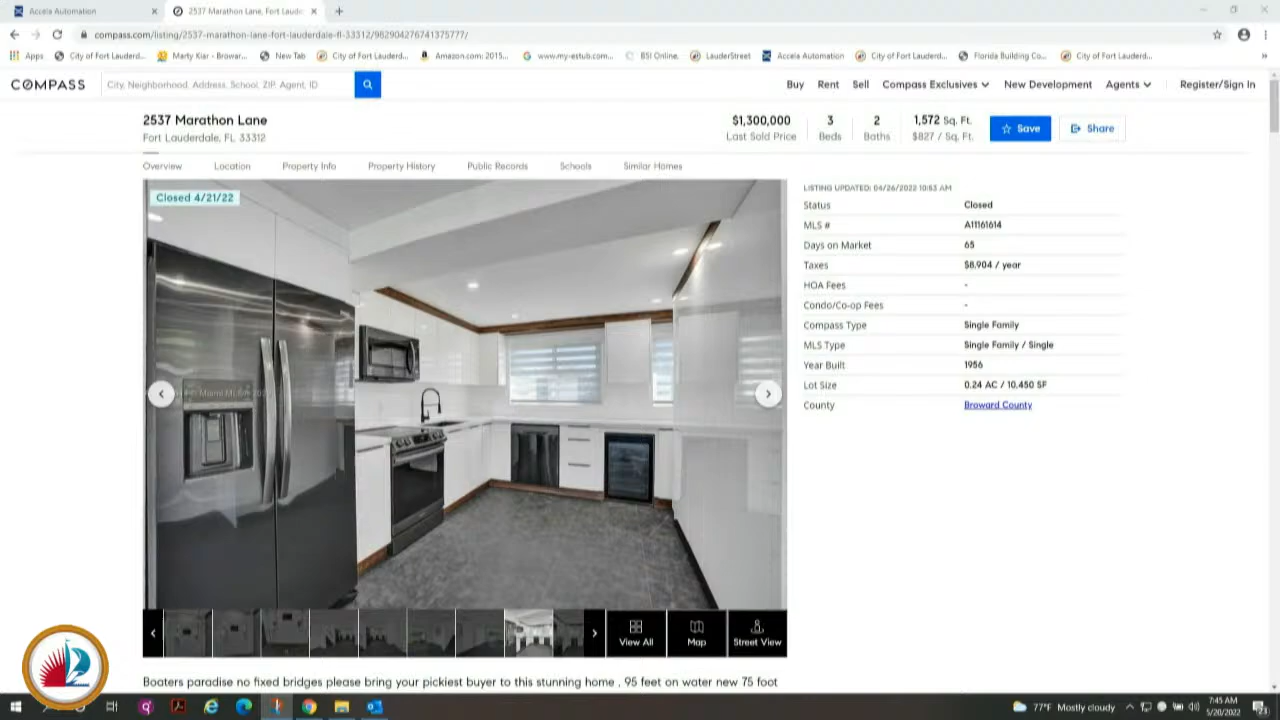 Accela Automation
2537 Marathon Lane, Fort Laude
compass.com/listing/2537-marathon-lane-fort-lauderdale-fl-33312/982904276741375777/
Apps
City of Fort Lauderd...
Marty Kiar - Browar...
New Tab
City of Fort Lauderd...
Amazon.com: 2015...
www.my-estub.com...
BSI Online.
LauderStreet
Accela Automation
City of Fort Lauderd...
Florida Building Co...
City of Fort Lauderd...
»
COMPASS
City, Neighborhood, Address, School, ZIP, Agent, ID
Buy Rent Sell Compass Exclusives New Development Agents Register/Sign In
2537 Marathon Lane
Fort Lauderdale, FL 33312
$1,300,000
Last Sold Price
3
Beds
2
Baths
1,572 Sq. Ft.
$827 / Sq. Ft.
Save
Share
Overview Location Property Info Property History Public Records Schools Similar Homes
Closed 4/21/22
LISTING UPDATED: 04/26/2022 10:53 AM
Status Closed
MLS # A11161614
Days on Market 65
Taxes $8,904 / year
HOA Fees -
Condo/Co-op Fees -
Compass Type Single Family
MLS Type Single Family / Single
Year Built 1956
Lot Size 0.24 AC / 10,450 SF
County Broward County
View All
Map
Street View
Boaters paradise no fixed bridges please bring your pickiest buyer to this stunning home . 95 feet on water new 75 foot
77°F Mostly cloudy
7:45 AM
5/20/2022